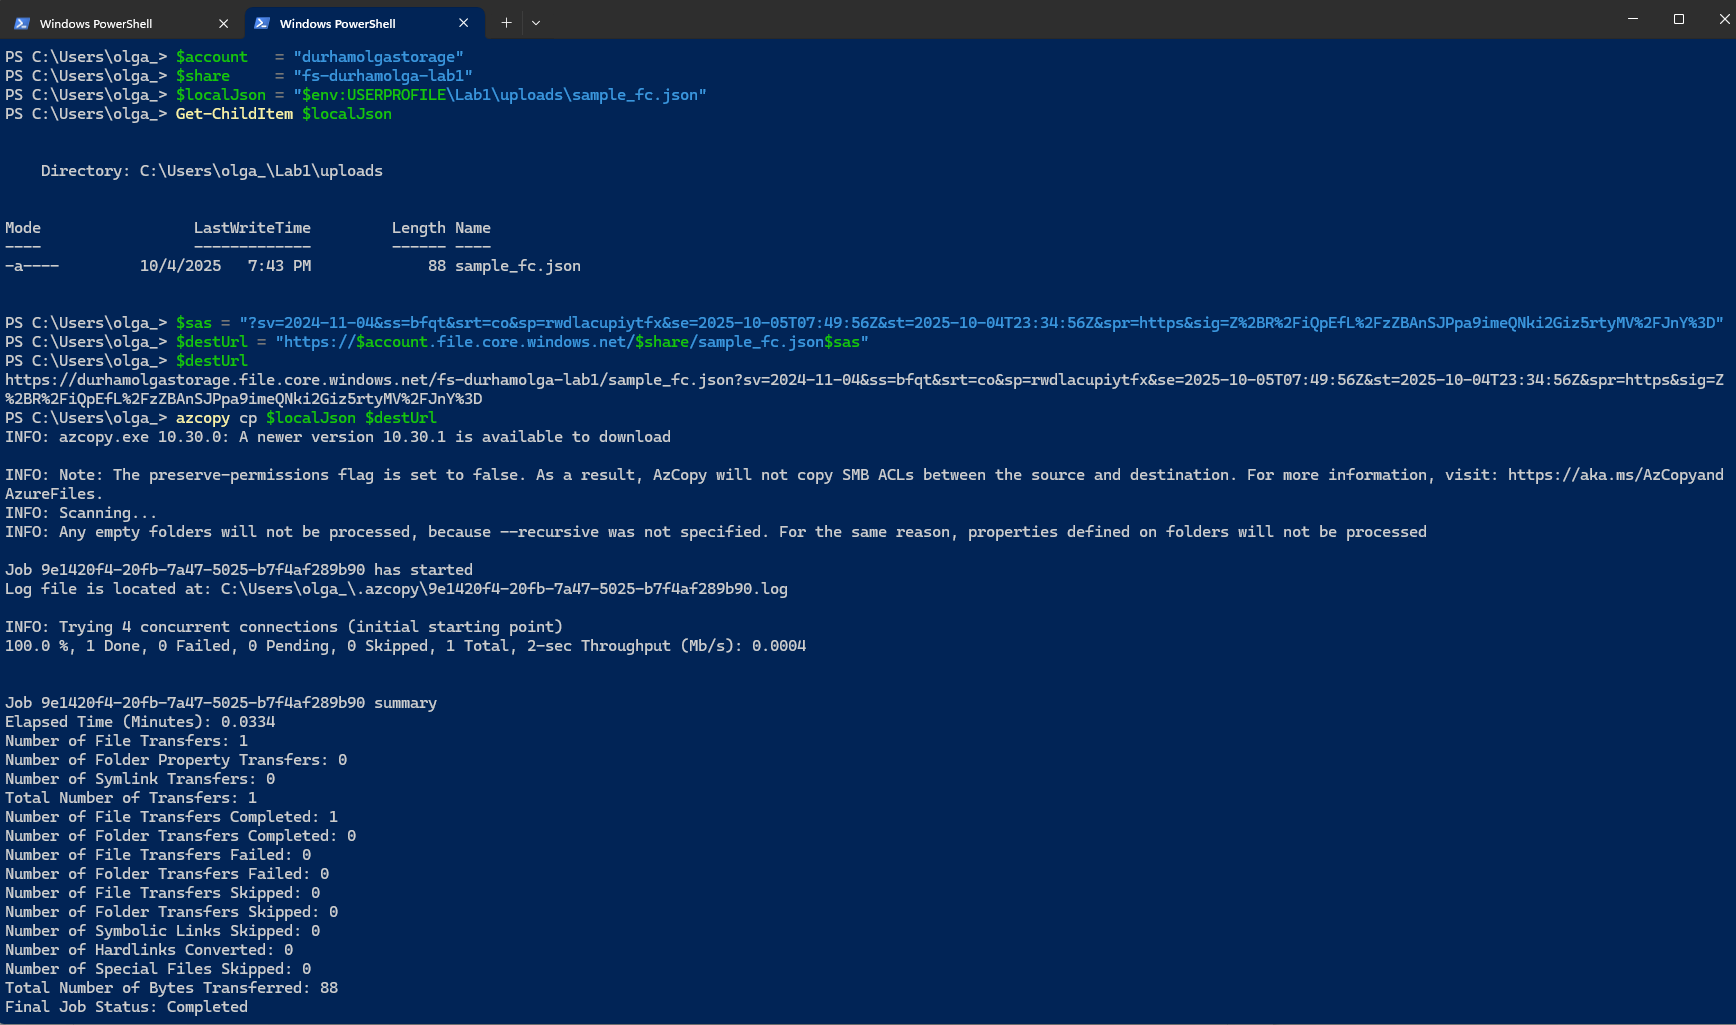 Windows PowerShell
Windows PowerShell
PS C:\Users\olga_> $account   = "durhamolgastorage"
PS C:\Users\olga_> $share     = "fs-durhamolga-lab1"
PS C:\Users\olga_> $localJson = "$env:USERPROFILE\Lab1\uploads\sample_fc.json"
PS C:\Users\olga_> Get-ChildItem $localJson
    Directory: C:\Users\olga_\Lab1\uploads
Mode                 LastWriteTime         Length Name
----                 -------------         ------ ----
-a----         10/4/2025   7:43 PM             88 sample_fc.json
PS C:\Users\olga_> $sas = "?sv=2024-11-04&ss=bfqt&srt=co&sp=rwdlacupiytfx&se=2025-10-05T07:49:56Z&st=2025-10-04T23:34:56Z&spr=https&sig=Z%2BR%2FiQpEfL%2FzZBAnSJPpa9imeQNki2Giz5rtyMV%2FJnY%3D"
PS C:\Users\olga_> $destUrl = "https://$account.file.core.windows.net/$share/sample_fc.json$sas"
PS C:\Users\olga_> $destUrl
https://durhamolgastorage.file.core.windows.net/fs-durhamolga-lab1/sample_fc.json?sv=2024-11-04&ss=bfqt&srt=co&sp=rwdlacupiytfx&se=2025-10-05T07:49:56Z&st=2025-10-04T23:34:56Z&spr=https&sig=Z
%2BR%2FiQpEfL%2FzZBAnSJPpa9imeQNki2Giz5rtyMV%2FJnY%3D
PS C:\Users\olga_> azcopy cp $localJson $destUrl
INFO: azcopy.exe 10.30.0: A newer version 10.30.1 is available to download
INFO: Note: The preserve-permissions flag is set to false. As a result, AzCopy will not copy SMB ACLs between the source and destination. For more information, visit: https://aka.ms/AzCopyand
AzureFiles.
INFO: Scanning...
INFO: Any empty folders will not be processed, because --recursive was not specified. For the same reason, properties defined on folders will not be processed
Job 9e1420f4-20fb-7a47-5025-b7f4af289b90 has started
Log file is located at: C:\Users\olga_\.azcopy\9e1420f4-20fb-7a47-5025-b7f4af289b90.log
INFO: Trying 4 concurrent connections (initial starting point)
100.0 %, 1 Done, 0 Failed, 0 Pending, 0 Skipped, 1 Total, 2-sec Throughput (Mb/s): 0.0004
Job 9e1420f4-20fb-7a47-5025-b7f4af289b90 summary
Elapsed Time (Minutes): 0.0334
Number of File Transfers: 1
Number of Folder Property Transfers: 0
Number of Symlink Transfers: 0
Total Number of Transfers: 1
Number of File Transfers Completed: 1
Number of Folder Transfers Completed: 0
Number of File Transfers Failed: 0
Number of Folder Transfers Failed: 0
Number of File Transfers Skipped: 0
Number of Folder Transfers Skipped: 0
Number of Symbolic Links Skipped: 0
Number of Hardlinks Converted: 0
Number of Special Files Skipped: 0
Total Number of Bytes Transferred: 88
Final Job Status: Completed